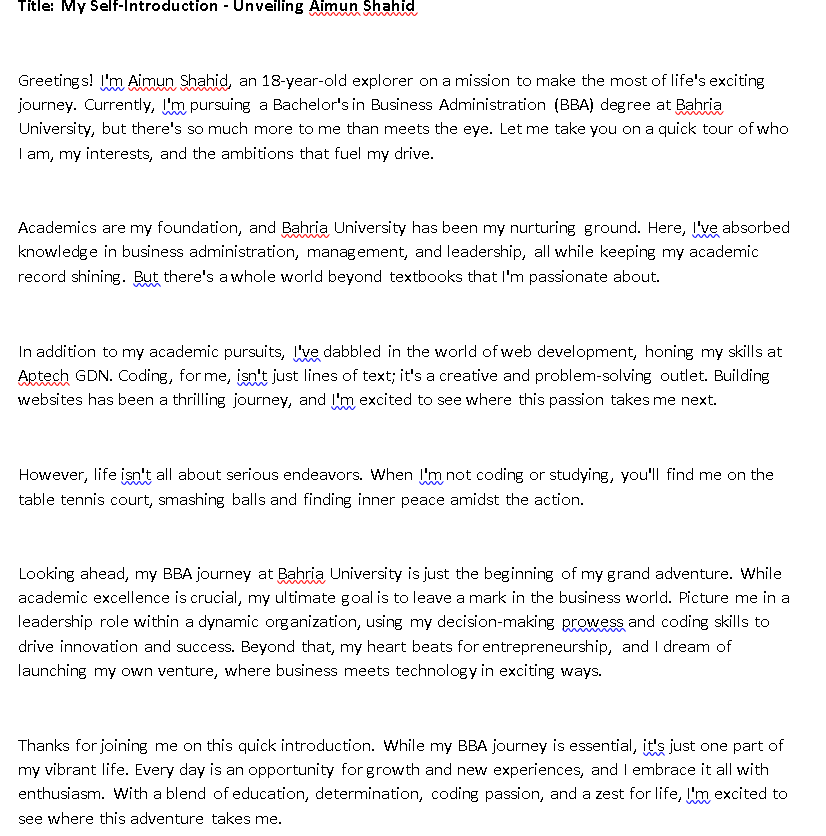 Title: My Self-Introduction - Unveiling Aimun Shahid
Greetings! I'm Aimun Shahid, an 18-year-old explorer on a mission to make the most of life's exciting
journey. Currently, I'm pursuing a Bachelor's in Business Administration (BBA) degree at Bahria
University, but there's so much more to me than meets the eye. Let me take you on a quick tour of who
I am, my interests, and the ambitions that fuel my drive.
Academics are my foundation, and Bahria University has been my nurturing ground. Here, I've absorbed
knowledge in business administration, management, and leadership, all while keeping my academic
record shining. But there's a whole world beyond textbooks that I'm passionate about.
In addition to my academic pursuits, I've dabbled in the world of web development, honing my skills at
Aptech GDN. Coding, for me, isn't just lines of text; it's a creative and problem-solving outlet. Building
websites has been a thrilling journey, and I'm excited to see where this passion takes me next.
However, life isn't all about serious endeavors. When I'm not coding or studying, you'll find me on the
table tennis court, smashing balls and finding inner peace amidst the action.
Looking ahead, my BBA journey at Bahria University is just the beginning of my grand adventure. While
academic excellence is crucial, my ultimate goal is to leave a mark in the business world. Picture me in a
leadership role within a dynamic organization, using my decision-making prowess and coding skills to
drive innovation and success. Beyond that, my heart beats for entrepreneurship, and I dream of
launching my own venture, where business meets technology in exciting ways.
Thanks for joining me on this quick introduction. While my BBA journey is essential, it's just one part of
my vibrant life. Every day is an opportunity for growth and new experiences, and I embrace it all with
enthusiasm. With a blend of education, determination, coding passion, and a zest for life, I'm excited to
see where this adventure takes me.